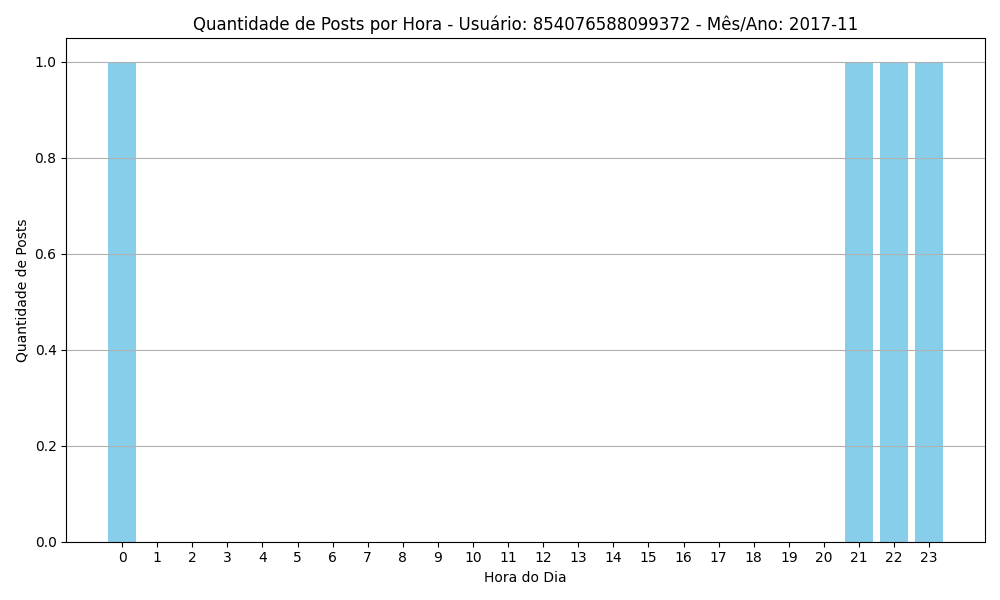 Quantidade de Posts por Hora - Usuário: 854076588099372 - Mês/Ano: 2017-11
Quantidade de Posts
1.0
0.8
0.6
0.4
0.2
0.0
0 1 2 3 4 5 6 7 8 9 10 11 12 13 14 15 16 17 18 19 20 21 22 23
Hora do Dia